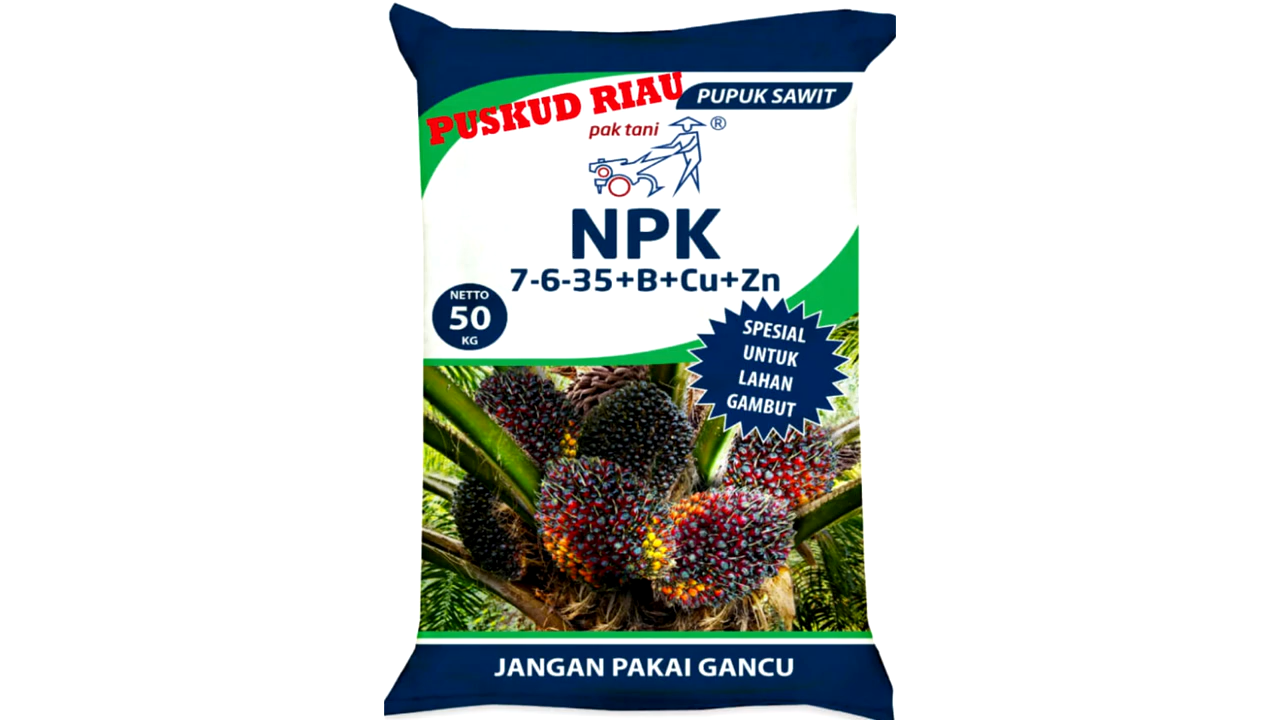 PUSKUD RIAU
PUPUK SAWIT
pak tani
®
NPK
7-6-35+B+Cu+Zn
NETTO
50
KG
SPESIAL
UNTUK
LAHAN
GAMBUT
JANGAN PAKAI GANCU